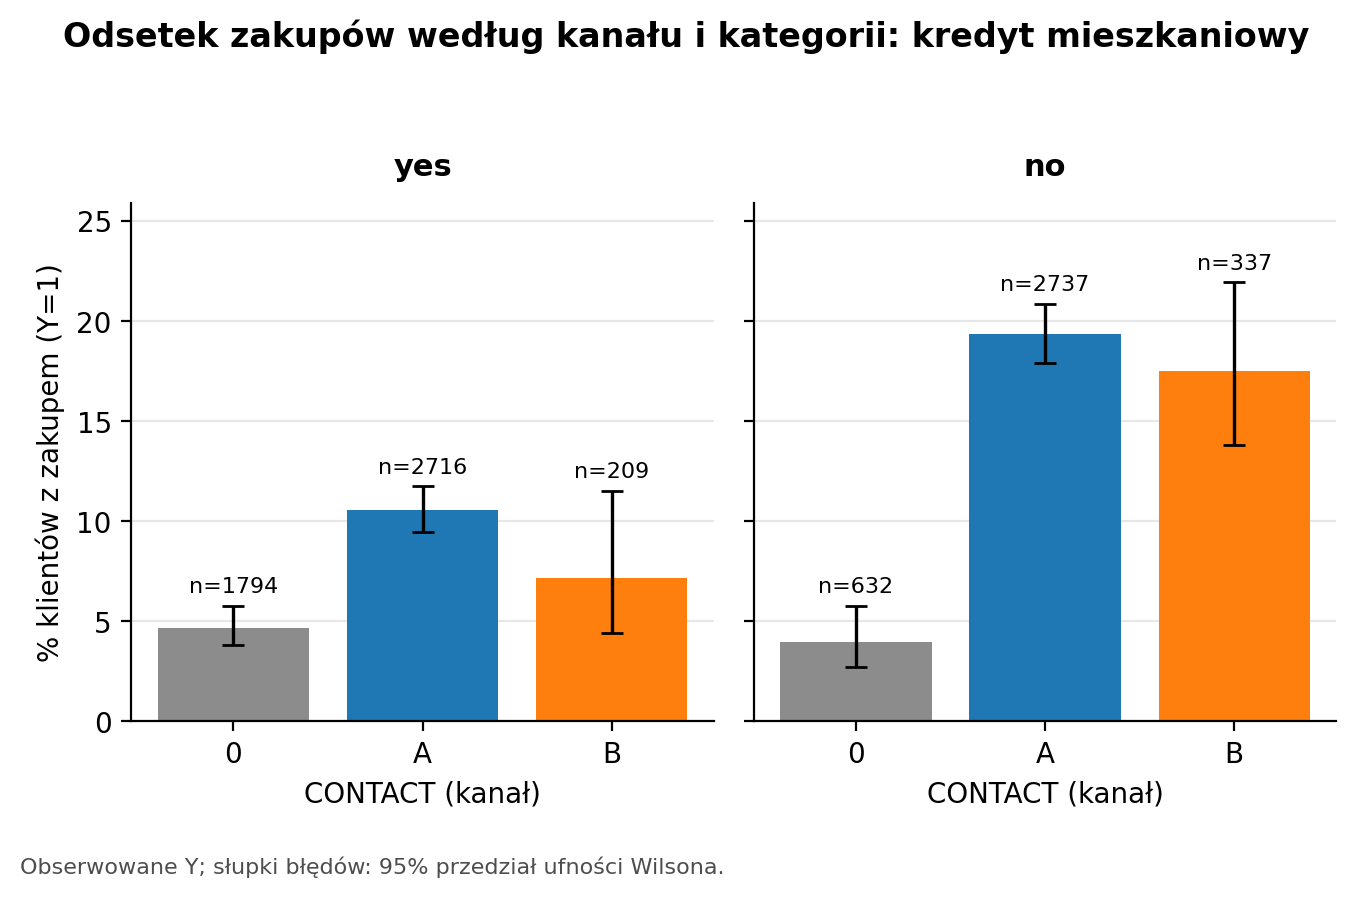 Odsetek zakupów według kanału i kategorii: kredyt mieszkaniowy
yes
% klientów z zakupem (Y=1)
25
20
15
10
5
0
n=1794
n=2716
n=209
0
A
B
CONTACT (kanał)
no
n=632
n=2737
n=337
0
A
B
CONTACT (kanał)
Obserwowane Y; słupki błędów: 95% przedział ufności Wilsona.